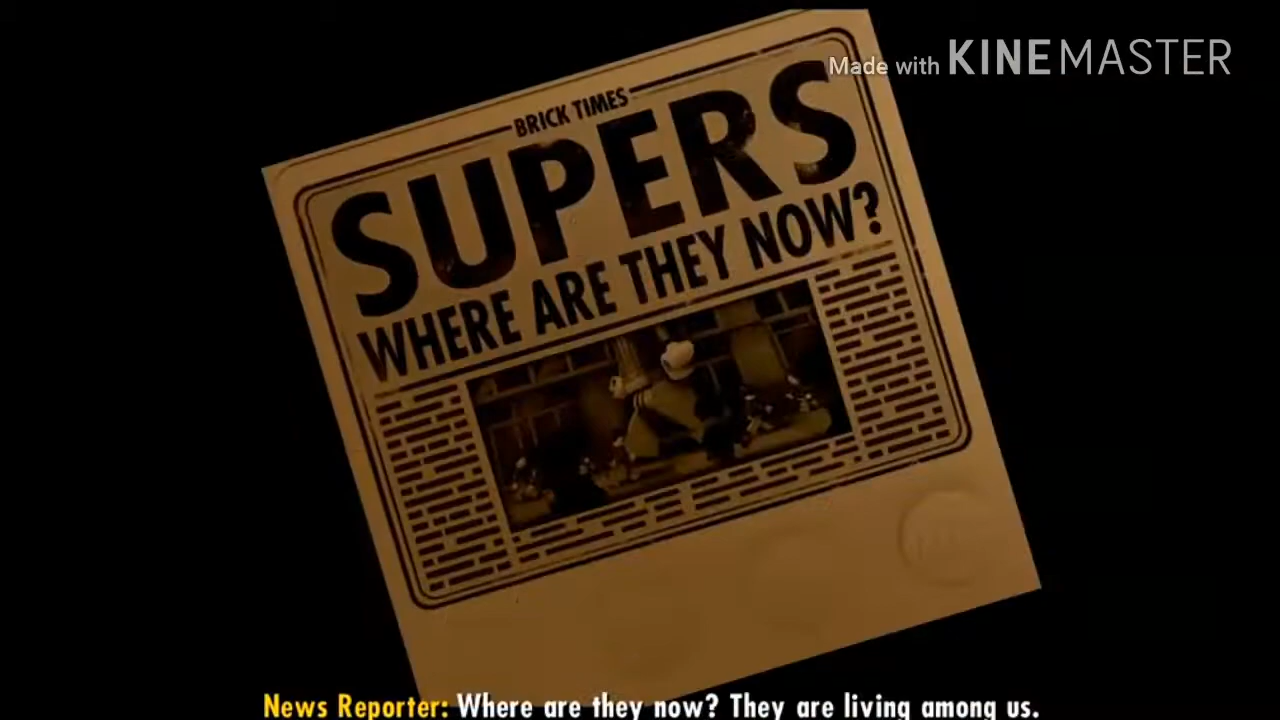 Made with KINEMASTER
BRICK TIMES
SUPERS
WHERE ARE THEY NOW?
News Reporter: Where are they now? They are living among us.